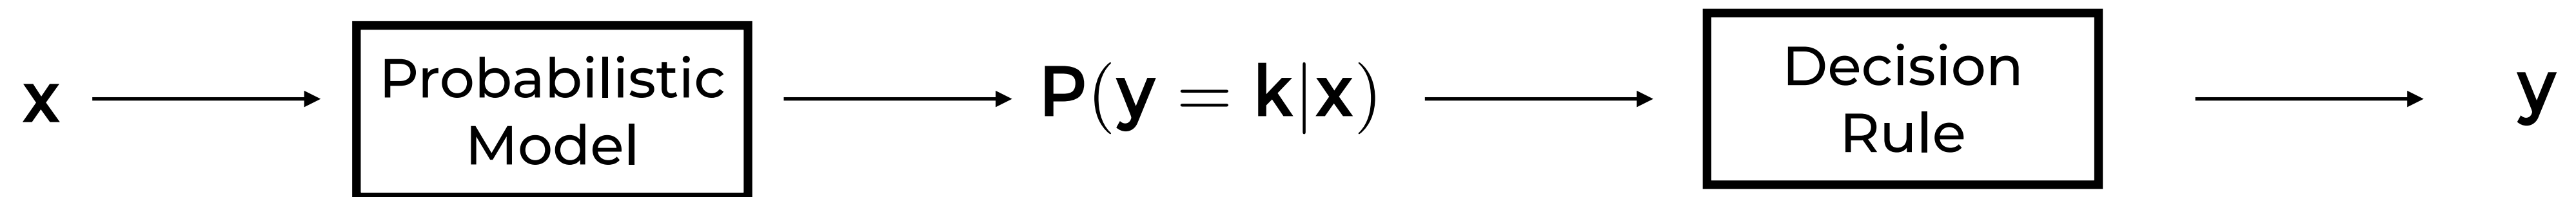 x
Probabilistic
Model
P(y = k|x)
Decision
Rule
y